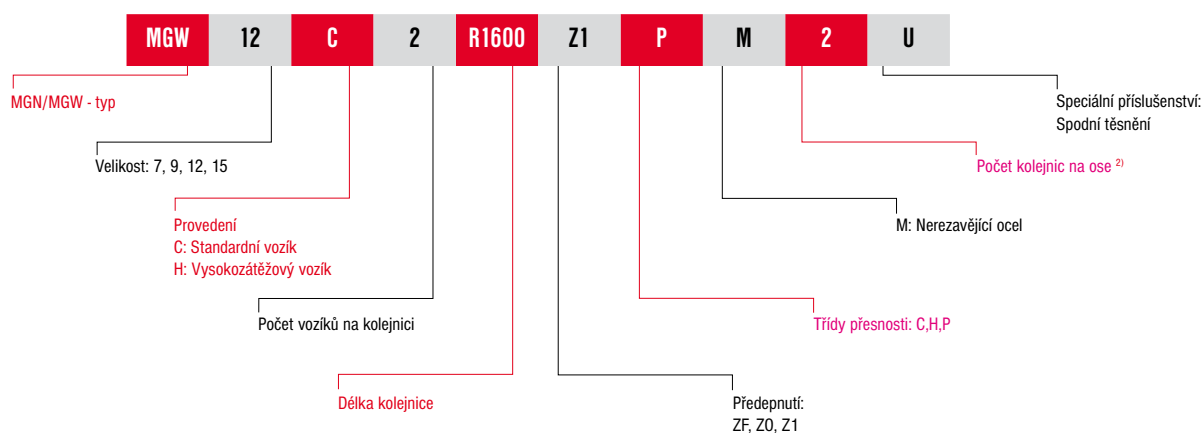 MGW 12 C 2 R1600 Z1 P M 2 U
MGN/MGW - typ
Speciální příslušenství:
Spodní těsnění
Velikost: 7, 9, 12, 15
Počet kolejnic na ose 2)
Provedení
C: Standardní vozík
H: Vysokozátěžový vozík
M: Nerezavějící ocel
Počet vozíků na kolejnici
Třídy přesnosti: C,H,P
Délka kolejnice
Předepnutí:
ZF, Z0, Z1